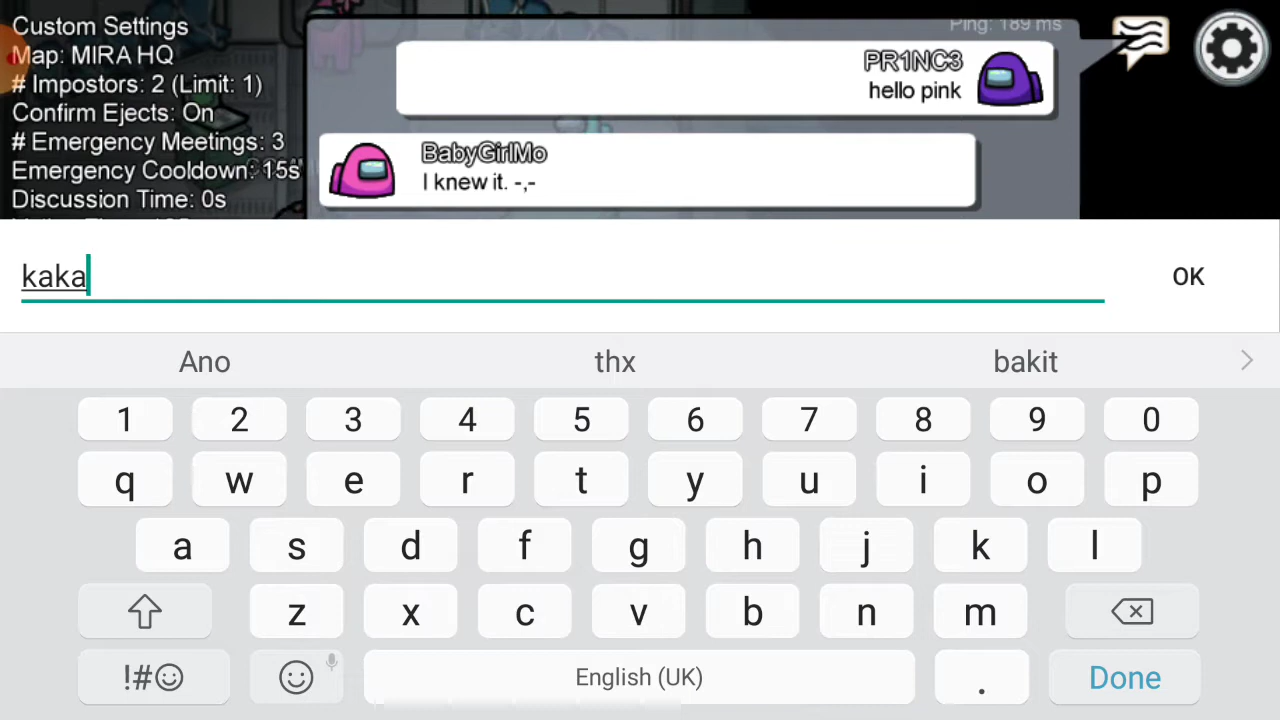 Custom Settings
Map: MIRA HQ
# Impostors: 2 (Limit: 1)
Confirm Ejects: On
# Emergency Meetings: 3
Emergency Cooldown: 15s
Discussion Time: 0s
Ping: 189 ms
PR1NC3
hello pink
BabyGirlMo
I knew it. -,-
kaka
OK
Ano thx bakit
1 2 3 4 5 6 7 8 9 0
q w e r t y u i o p
a s d f g h j k l
z x c v b n m
!# English (UK) . Done